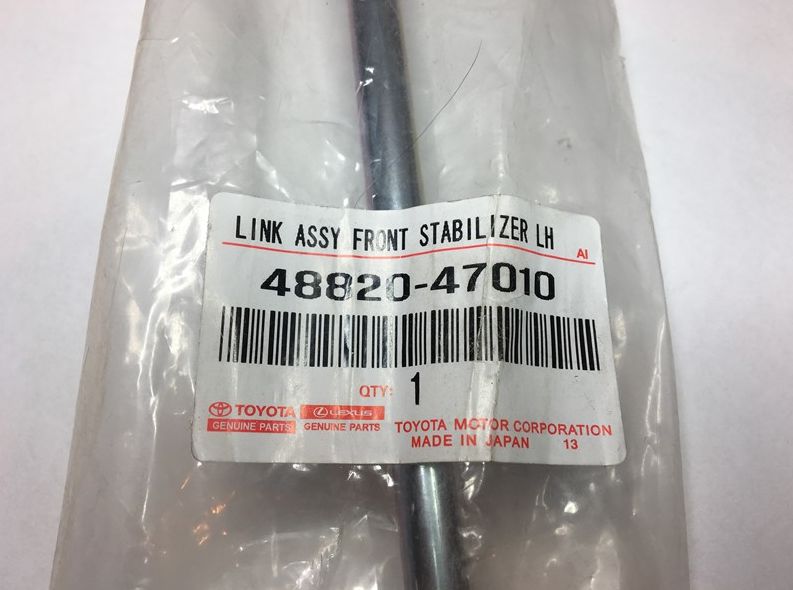 LINK ASSY FRONT STABILIZER LH
AI
48820-47010
QTY: 1
TOYOTA LEXUS
GENUINE PARTS GENUINE PARTS
TOYOTA MOTOR CORPORATION
MADE IN JAPAN 13